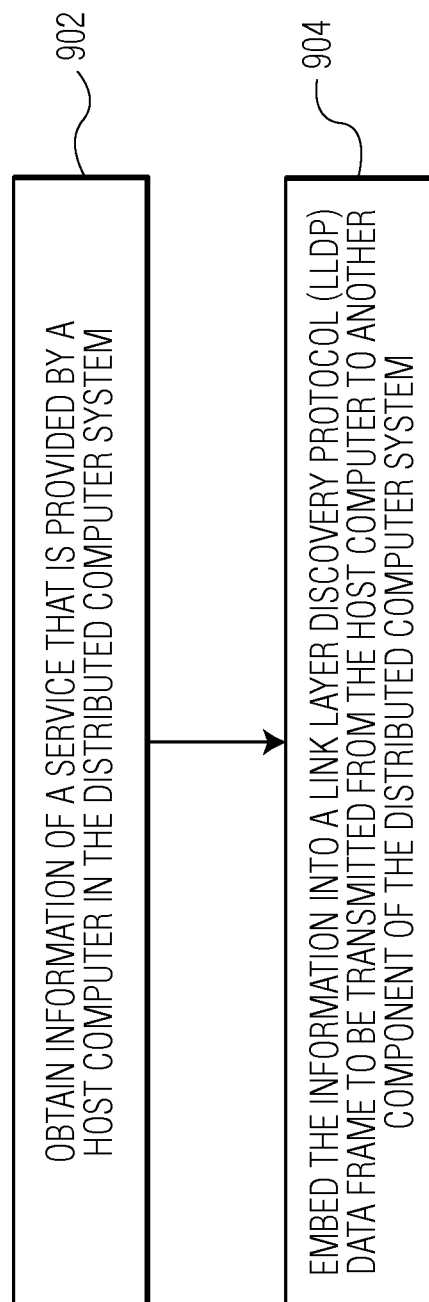 OBTAIN INFORMATION OF A SERVICE THAT IS PROVIDED BY A
HOST COMPUTER IN THE DISTRIBUTED COMPUTER SYSTEM
902
EMBED THE INFORMATION INTO A LINK LAYER DISCOVERY PROTOCOL (LLDP)
DATA FRAME TO BE TRANSMITTED FROM THE HOST COMPUTER TO ANOTHER
COMPONENT OF THE DISTRIBUTED COMPUTER SYSTEM
904